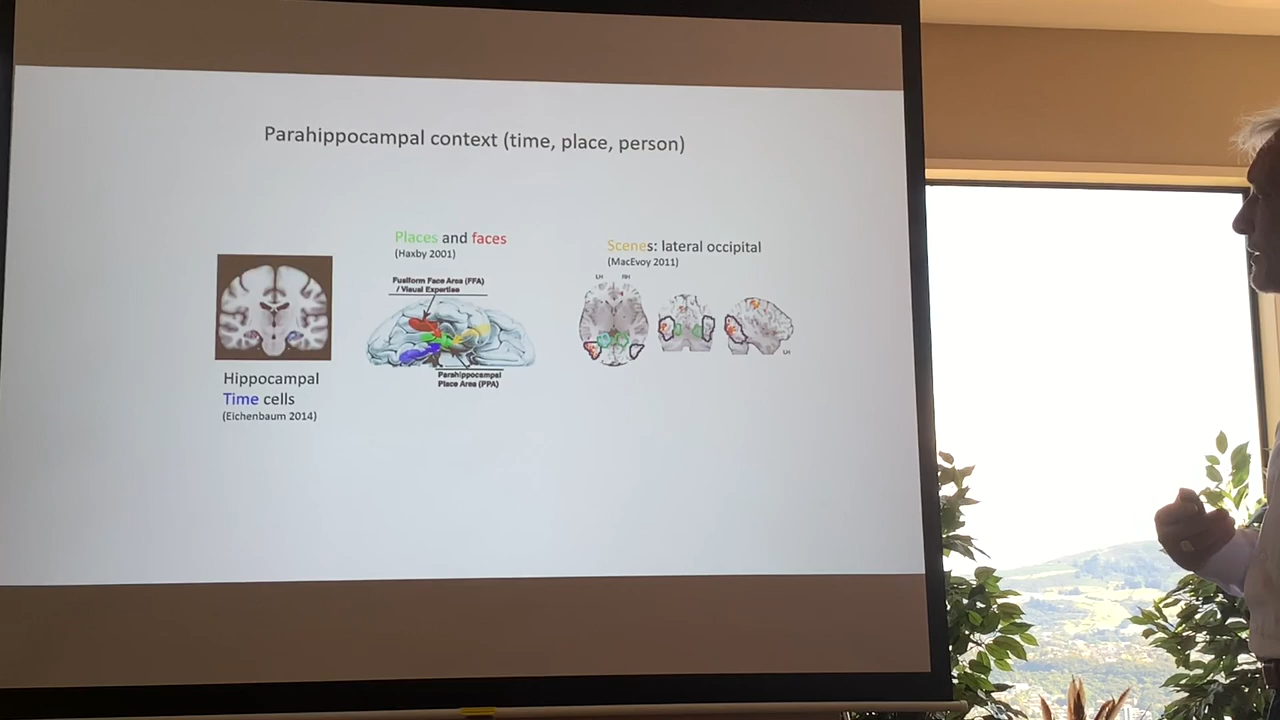 Parahippocampal context (time, place, person)
Places and faces
(Haxby 2001)
Fusiform Face Area (FFA)
/ Visual Expertise
Parahippocampal
Place Area (PPA)
Scenes: lateral occipital
(MacEvoy 2011)
LH RH
LH
Hippocampal
Time cells
(Eichenbaum 2014)